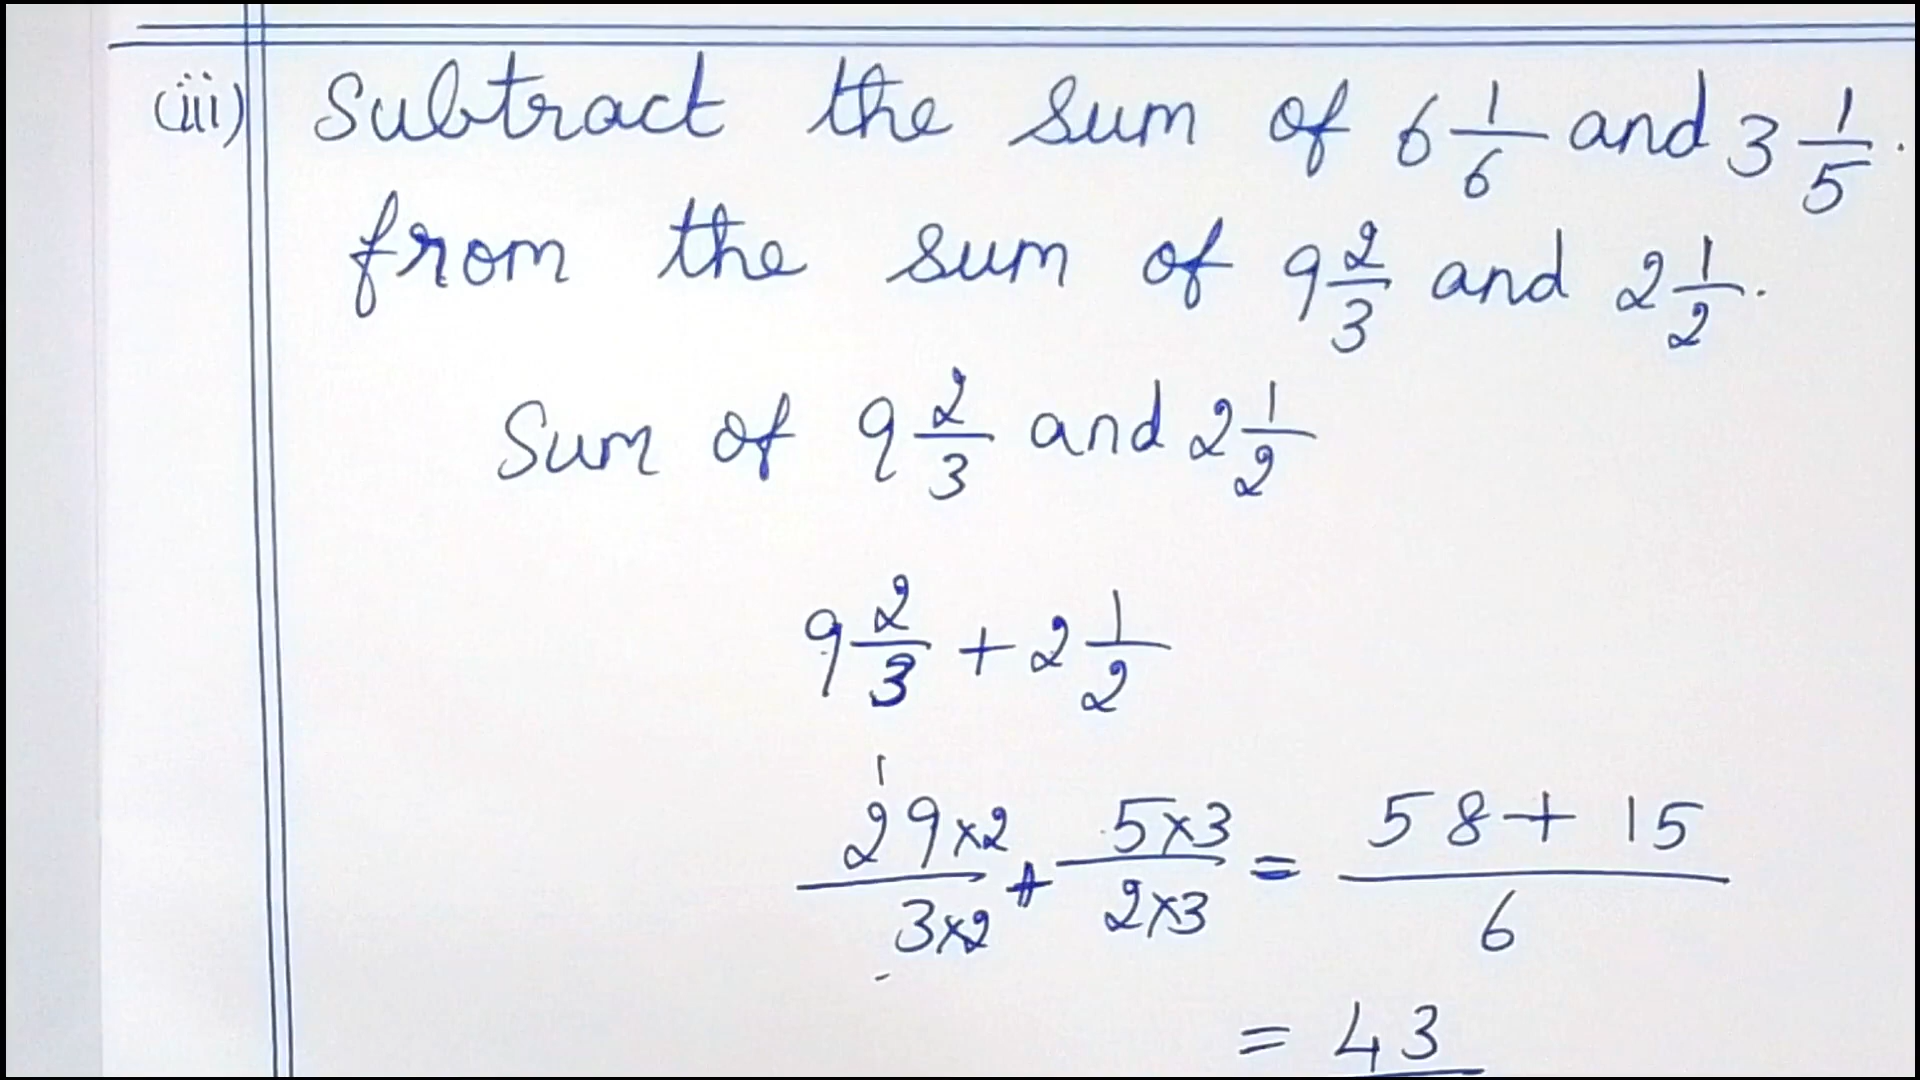 (iii) Subtract the sum of 6 1/6 and 3 1/5.
from the sum of 9 2/3 and 2 1/2.
Sum of 9 2/3 and 2 1/2
9 2/3 + 2 1/2
1
29×2/3×2 + 5×3/2×3 = 58+15/6
= 43